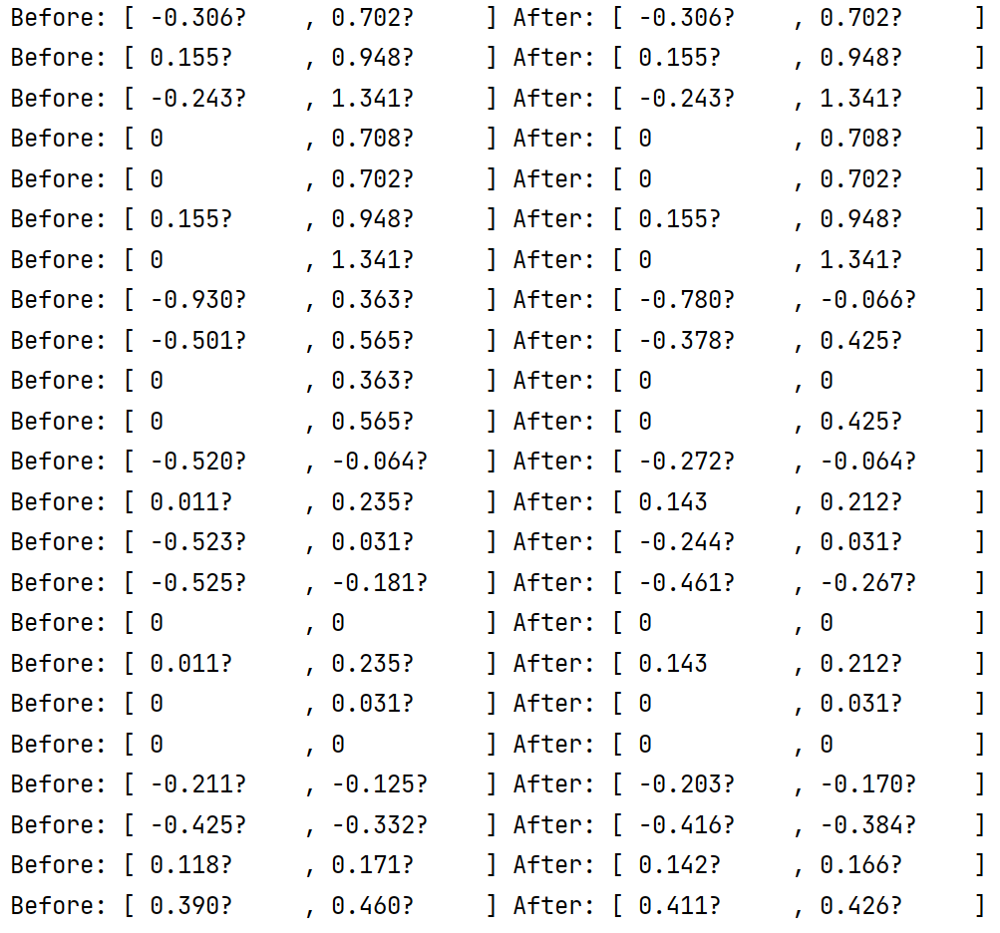 Before: [ -0.306?    , 0.702?     ] After: [ -0.306?    , 0.702?     ]
Before: [ 0.155?     , 0.948?     ] After: [ 0.155?     , 0.948?     ]
Before: [ -0.243?    , 1.341?     ] After: [ -0.243?    , 1.341?     ]
Before: [ 0          , 0.708?     ] After: [ 0          , 0.708?     ]
Before: [ 0          , 0.702?     ] After: [ 0          , 0.702?     ]
Before: [ 0.155?     , 0.948?     ] After: [ 0.155?     , 0.948?     ]
Before: [ 0          , 1.341?     ] After: [ 0          , 1.341?     ]
Before: [ -0.930?    , 0.363?     ] After: [ -0.780?    , -0.066?    ]
Before: [ -0.501?    , 0.565?     ] After: [ -0.378?    , 0.425?     ]
Before: [ 0          , 0.363?     ] After: [ 0          , 0          ]
Before: [ 0          , 0.565?     ] After: [ 0          , 0.425?     ]
Before: [ -0.520?    , -0.064?    ] After: [ -0.272?    , -0.064?    ]
Before: [ 0.011?     , 0.235?     ] After: [ 0.143      , 0.212?     ]
Before: [ -0.523?    , 0.031?     ] After: [ -0.244?    , 0.031?     ]
Before: [ -0.525?    , -0.181?    ] After: [ -0.461?    , -0.267?    ]
Before: [ 0          , 0          ] After: [ 0          , 0          ]
Before: [ 0.011?     , 0.235?     ] After: [ 0.143      , 0.212?     ]
Before: [ 0          , 0.031?     ] After: [ 0          , 0.031?     ]
Before: [ 0          , 0          ] After: [ 0          , 0          ]
Before: [ -0.211?    , -0.125?    ] After: [ -0.203?    , -0.170?    ]
Before: [ -0.425?    , -0.332?    ] After: [ -0.416?    , -0.384?    ]
Before: [ 0.118?     , 0.171?     ] After: [ 0.142?     , 0.166?     ]
Before: [ 0.390?     , 0.460?     ] After: [ 0.411?     , 0.426?     ]